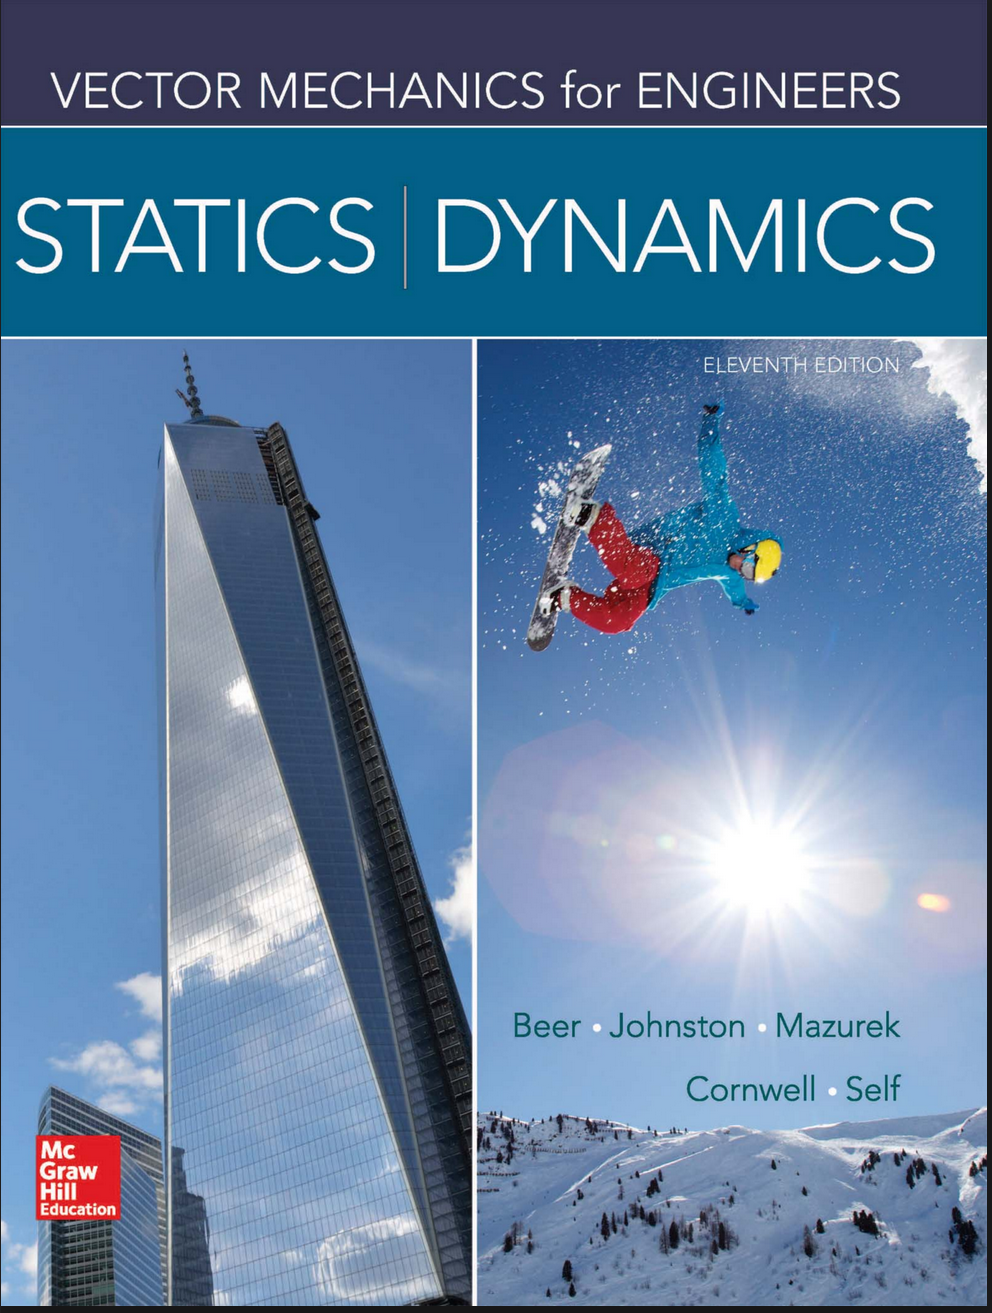 VECTOR MECHANICS for ENGINEERS
STATICS | DYNAMICS
ELEVENTH EDITION
Beer • Johnston • Mazurek
Cornwell • Self
Mc
Graw
Hill
Education